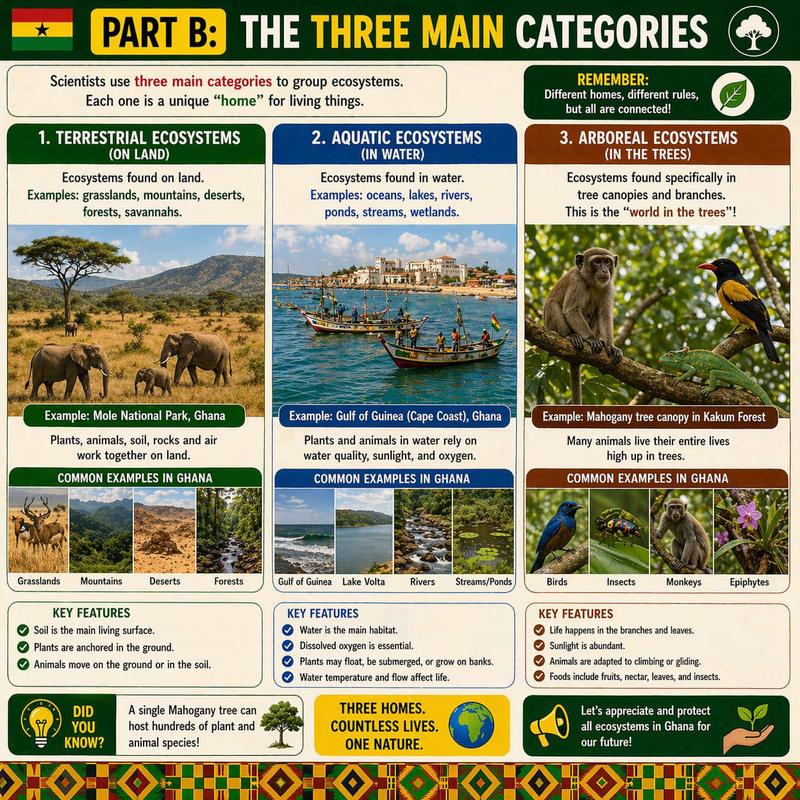 PART B: THE THREE MAIN CATEGORIES
Scientists use three main categories to group ecosystems.
Each one is a unique “home” for living things.
REMEMBER:
Different homes, different rules,
but all are connected!
1. TERRESTRIAL ECOSYSTEMS
(ON LAND)
Ecosystems found on land.
Examples: grasslands, mountains, deserts,
forests, savannahs.
Example: Mole National Park, Ghana
Plants, animals, soil, rocks and air
work together on land.
COMMON EXAMPLES IN GHANA
Grasslands
Mountains
Deserts
Forests
KEY FEATURES
Soil is the main living surface.
Plants are anchored in the ground.
Animals move on the ground or in the soil.
2. AQUATIC ECOSYSTEMS
(IN WATER)
Ecosystems found in water.
Examples: oceans, lakes, rivers,
ponds, streams, wetlands.
Example: Gulf of Guinea (Cape Coast), Ghana
Plants and animals in water rely on
water quality, sunlight, and oxygen.
COMMON EXAMPLES IN GHANA
Gulf of Guinea
Lake Volta
Rivers
Streams/Ponds
KEY FEATURES
Water is the main habitat.
Dissolved oxygen is essential.
Plants may float, be submerged, or grow on banks.
Water temperature and flow affect life.
3. ARBOREAL ECOSYSTEMS
(IN THE TREES)
Ecosystems found specifically in
tree canopies and branches.
This is the “world in the trees”!
Example: Mahogany tree canopy in Kakum Forest
Many animals live their entire lives
high up in trees.
COMMON EXAMPLES IN GHANA
Birds
Insects
Monkeys
Epiphytes
KEY FEATURES
Life happens in the branches and leaves.
Sunlight is abundant.
Animals are adapted to climbing or gliding.
Foods include fruits, nectar, leaves, and insects.
DID
YOU
KNOW?
A single Mahogany tree can
host hundreds of plant and
animal species!
THREE HOMES.
COUNTLESS LIVES.
ONE NATURE.
Let’s appreciate and protect
all ecosystems in Ghana for
our future!